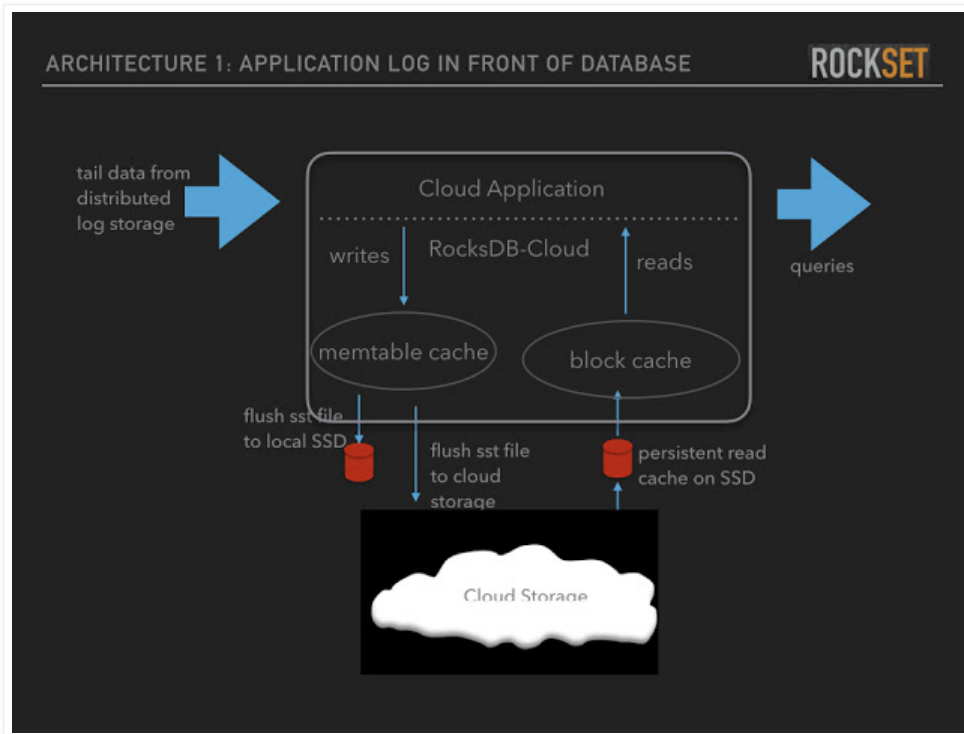 ARCHITECTURE 1: APPLICATION LOG IN FRONT OF DATABASE
ROCKSET
tail data from
distributed
log storage
Cloud Application
RocksDB-Cloud
writes
reads
queries
memtable cache
block cache
flush sst file
to local SSD
flush sst file
to cloud
storage
persistent read
cache on SSD
Cloud Storage